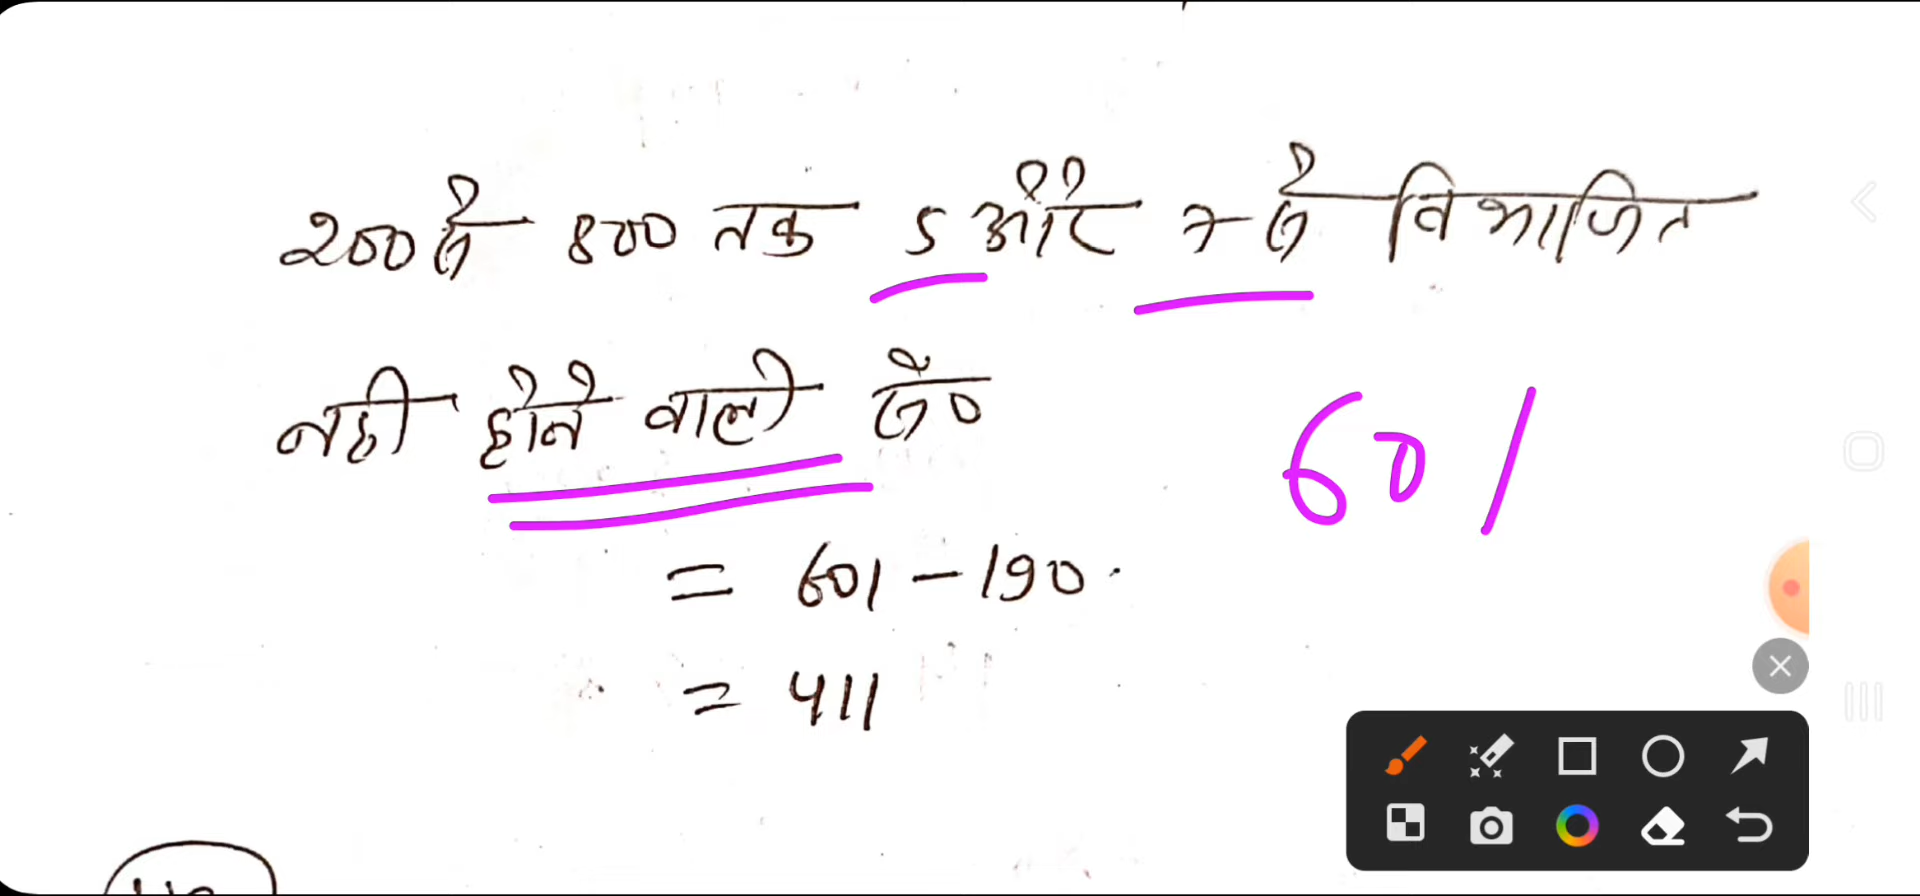 200 से 800 तक 5 और 7 से विभाजित
नही होने वाली सं०
601
= 601 - 190.
= 411